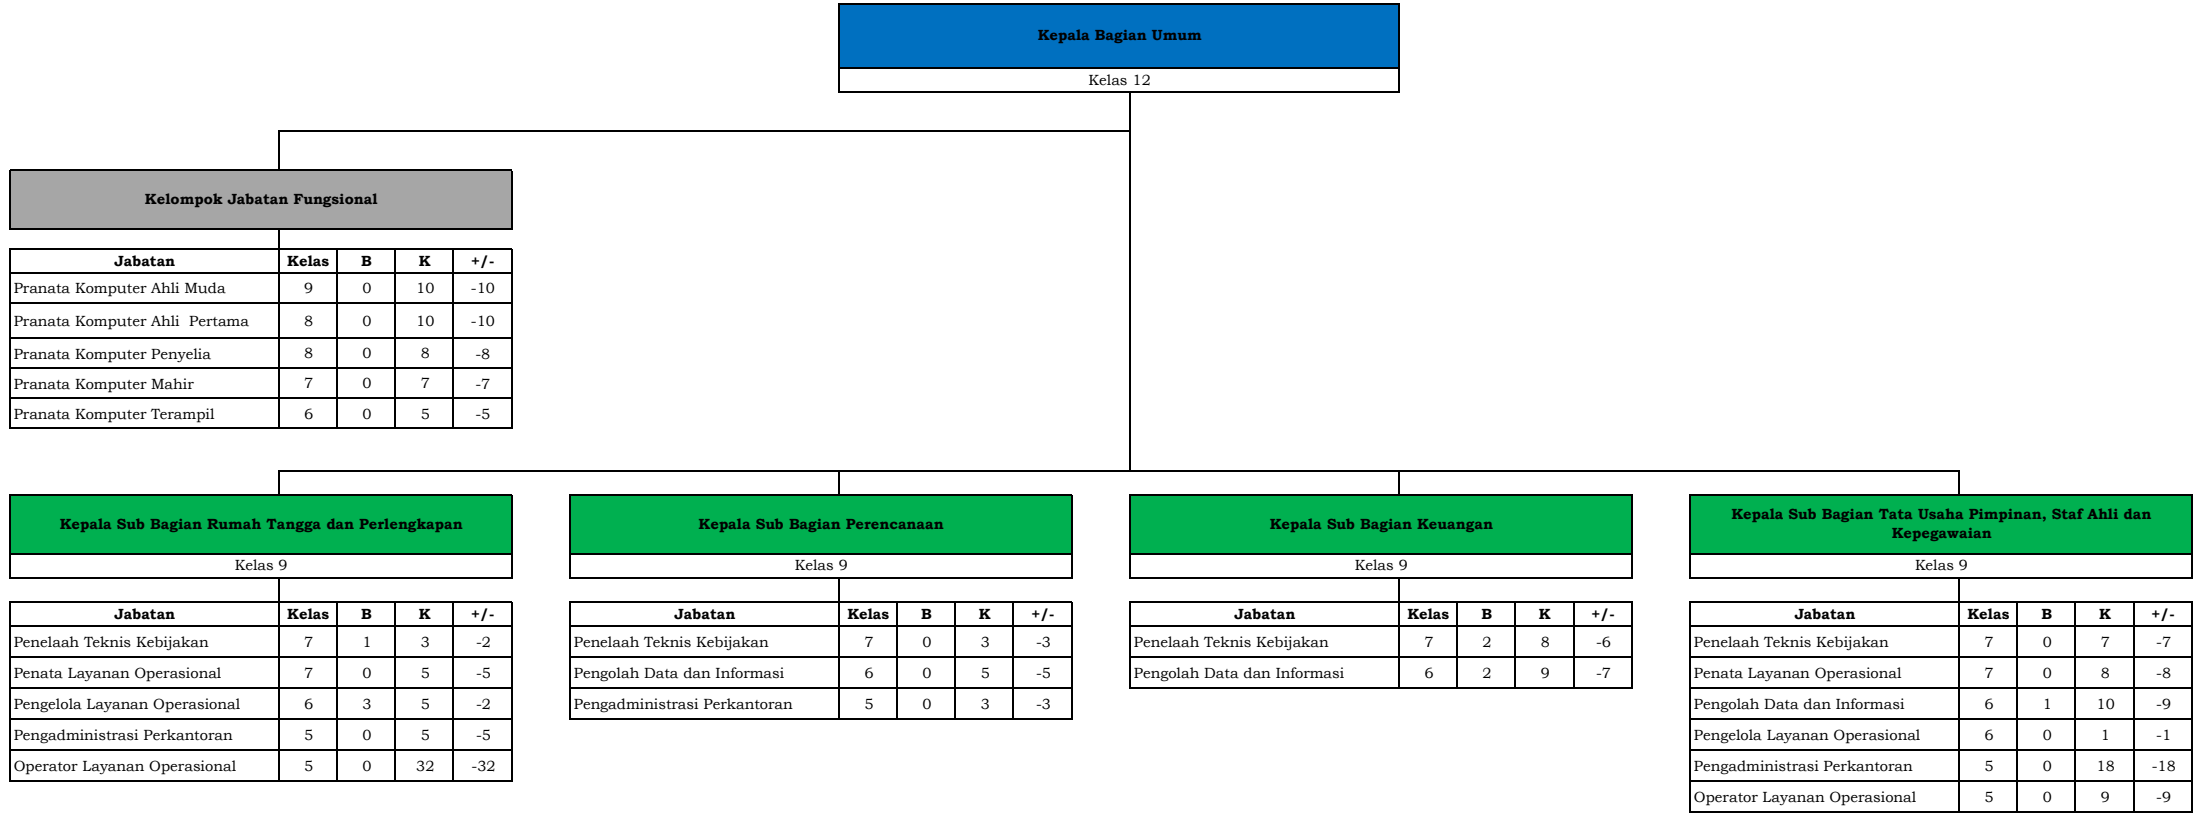 Kepala Bagian Umum
Kelas 12
Kelompok Jabatan Fungsional
Jabatan Kelas B K +/-
Pranata Komputer Ahli Muda 9 0 10 -10
Pranata Komputer Ahli  Pertama 8 0 10 -10
Pranata Komputer Penyelia 8 0 8 -8
Pranata Komputer Mahir 7 0 7 -7
Pranata Komputer Terampil 6 0 5 -5
Kepala Sub Bagian Rumah Tangga dan Perlengkapan
Kelas 9
Jabatan Kelas B K +/-
Penelaah Teknis Kebijakan 7 1 3 -2
Penata Layanan Operasional 7 0 5 -5
Pengelola Layanan Operasional 6 3 5 -2
Pengadministrasi Perkantoran 5 0 5 -5
Operator Layanan Operasional 5 0 32 -32
Kepala Sub Bagian Perencanaan
Kelas 9
Jabatan Kelas B K +/-
Penelaah Teknis Kebijakan 7 0 3 -3
Pengolah Data dan Informasi 6 0 5 -5
Pengadministrasi Perkantoran 5 0 3 -3
Kepala Sub Bagian Keuangan
Kelas 9
Jabatan Kelas B K +/-
Penelaah Teknis Kebijakan 7 2 8 -6
Pengolah Data dan Informasi 6 2 9 -7
Kepala Sub Bagian Tata Usaha Pimpinan, Staf Ahli dan
Kepegawaian
Kelas 9
Jabatan Kelas B K +/-
Penelaah Teknis Kebijakan 7 0 7 -7
Penata Layanan Operasional 7 0 8 -8
Pengolah Data dan Informasi 6 1 10 -9
Pengelola Layanan Operasional 6 0 1 -1
Pengadministrasi Perkantoran 5 0 18 -18
Operator Layanan Operasional 5 0 9 -9